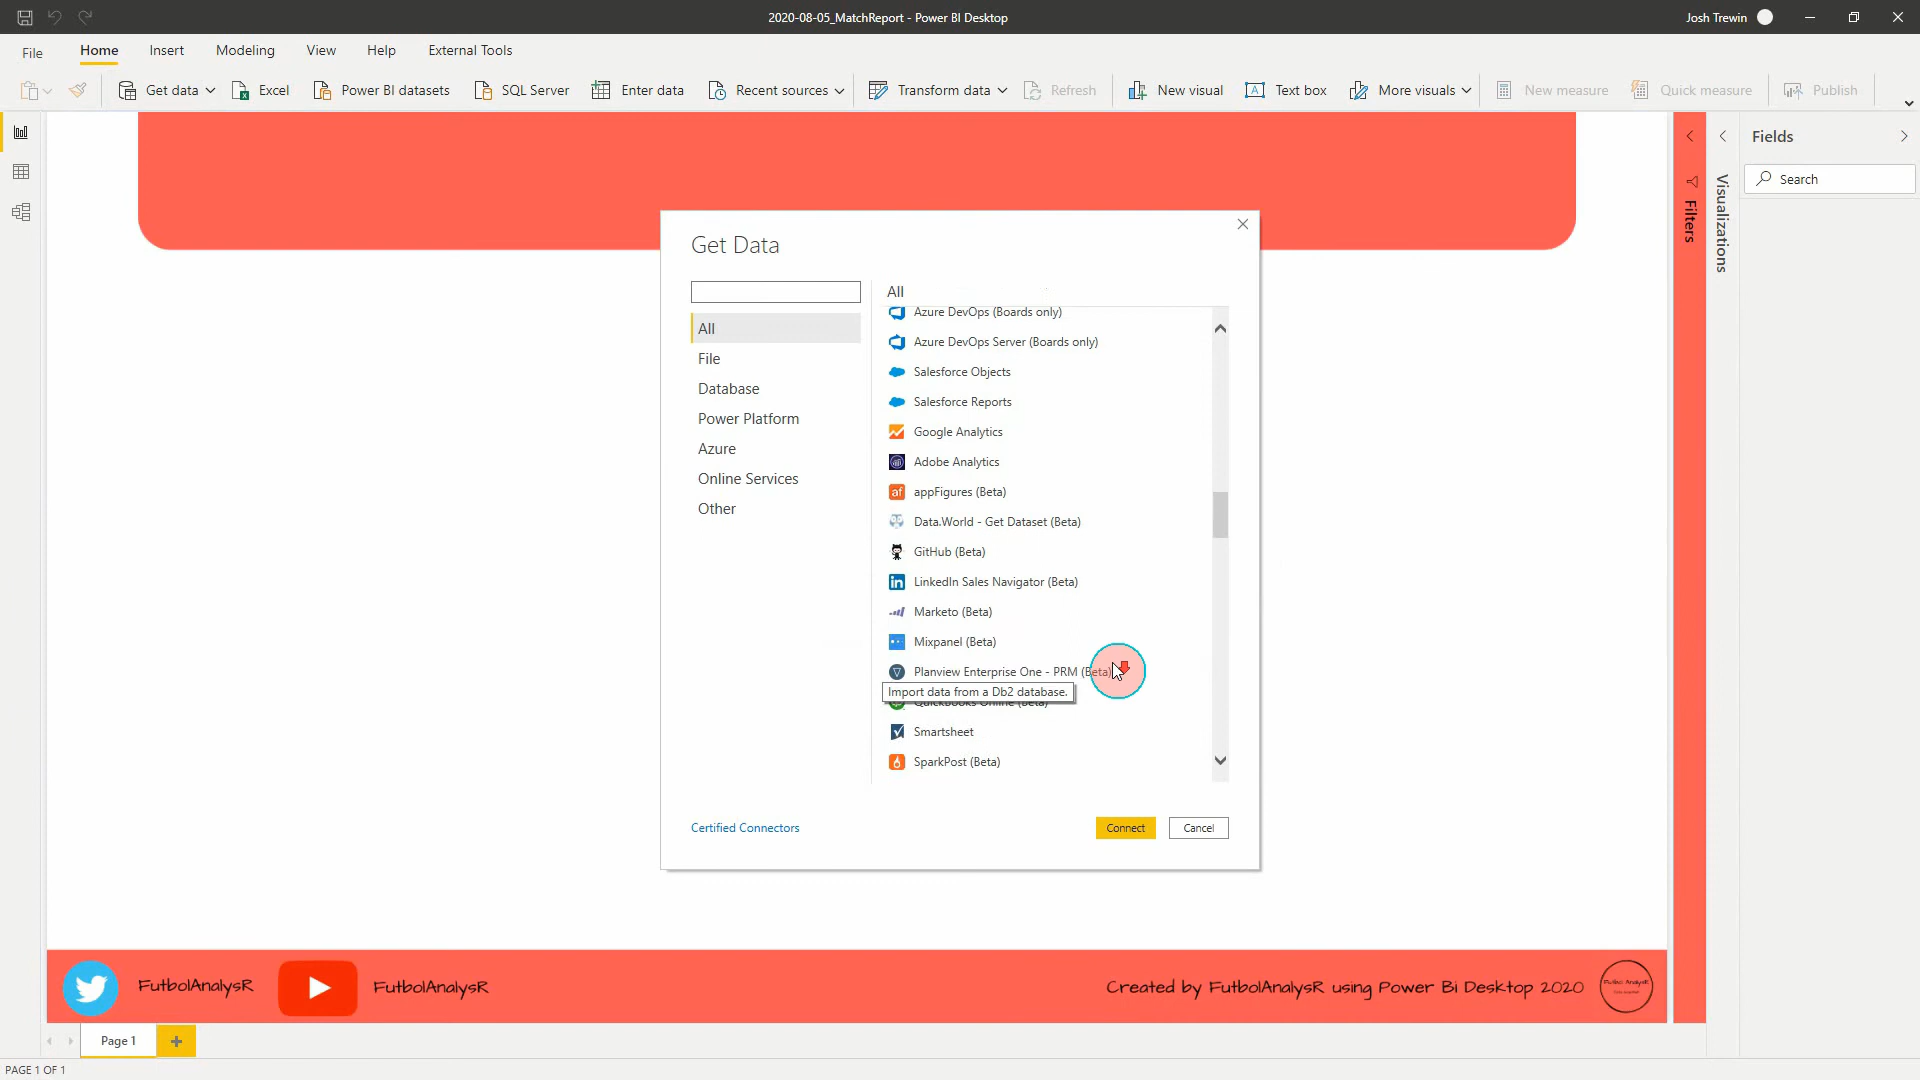 2020-08-05_MatchReport - Power BI Desktop
Josh Trewin
File
Home
Insert
Modeling
View
Help
External Tools
Get data
Excel
Power BI datasets
SQL Server
Enter data
Recent sources
Transform data
Refresh
New visual
Text box
More visuals
New measure
Quick measure
Publish
Filters
Visualizations
Fields
Search
Get Data
All
File
Database
Power Platform
Azure
Online Services
Other
All
Azure DevOps (Boards only)
Azure DevOps Server (Boards only)
Salesforce Objects
Salesforce Reports
Google Analytics
Adobe Analytics
appFigures (Beta)
Data.World - Get Dataset (Beta)
GitHub (Beta)
LinkedIn Sales Navigator (Beta)
Marketo (Beta)
Mixpanel (Beta)
Planview Enterprise One - PRM (Beta)
Import data from a Db2 database.
QuickBooks Online (Beta)
Smartsheet
SparkPost (Beta)
Certified Connectors
Connect
Cancel
FutbolAnalysR
FutbolAnalysR
Created by FutbolAnalysR using Power Bi Desktop 2020
Page 1
PAGE 1 OF 1